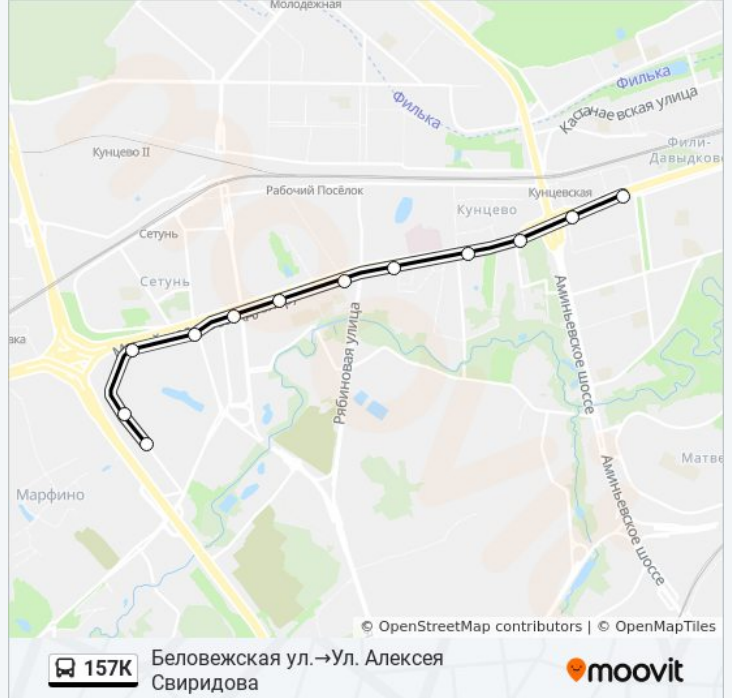 Молодёжная
Филька
Филька
Кастанаевская улица
Фили-
Давыдково
Кунцево II
Рабочий Посёлок
Кунцевская
Кунцево
Сетунь
Сетунь
Аминьевское шоссе
Рябиновая улица
Марфино
Матве
Аминьевское шоссе
© OpenStreetMap contributors | © OpenMapTiles
157К
Беловежская ул.→Ул. Алексея
Свиридова
moovit